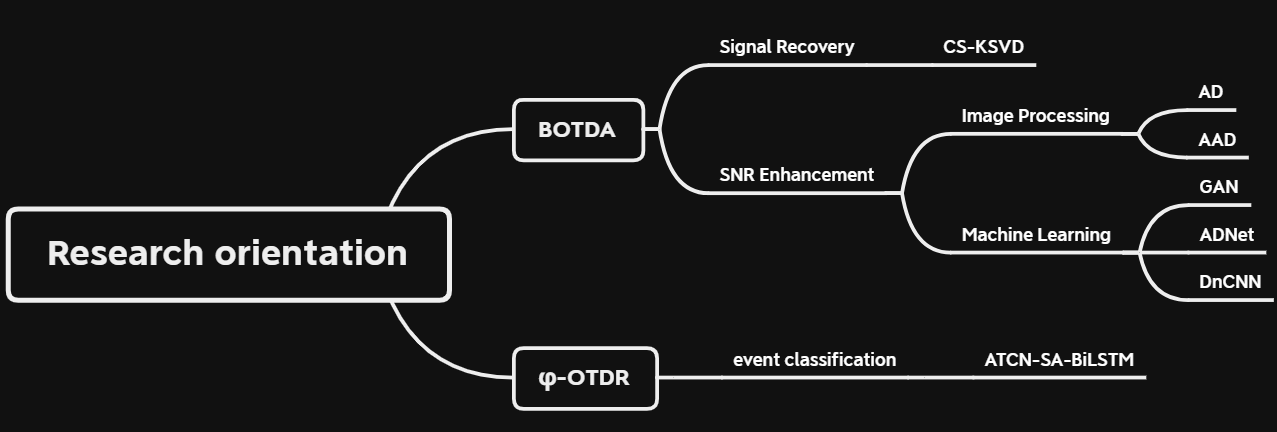 Research orientation
BOTDA
Signal Recovery
CS-KSVD
SNR Enhancement
Image Processing
AD
AAD
Machine Learning
GAN
ADNet
DnCNN
φ-OTDR
event classification
ATCN-SA-BiLSTM